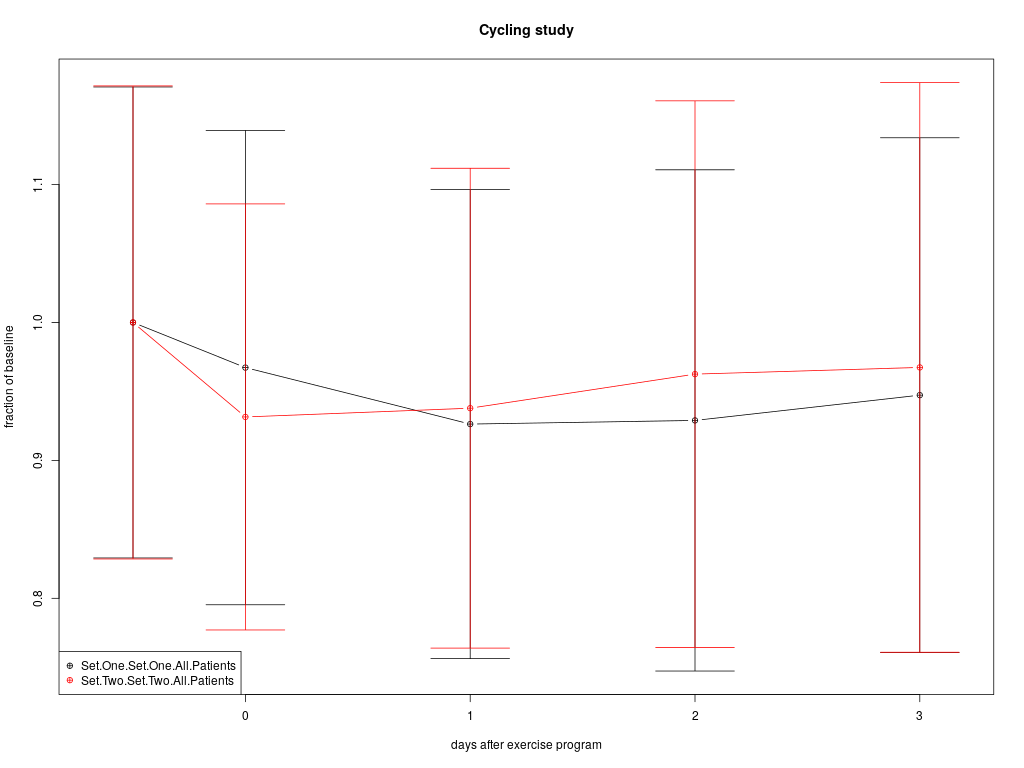 Cycling study
fraction of baseline
1.1
1.0
0.9
0.8
Set.One.Set.One.All.Patients
Set.Two.Set.Two.All.Patients
0 1 2 3
days after exercise program